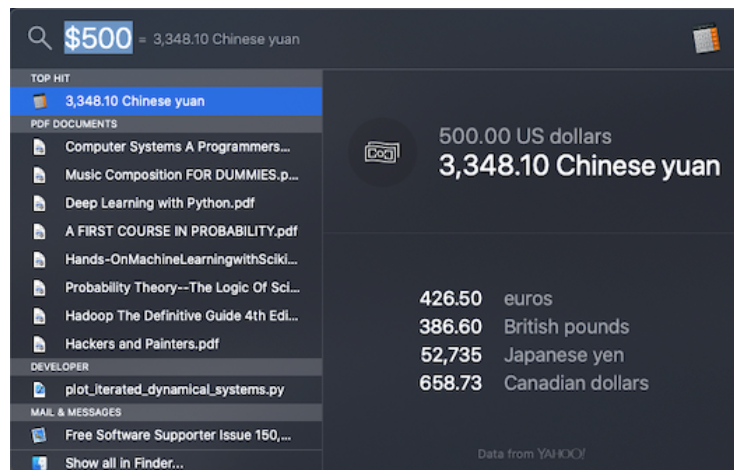 $500 = 3,348.10 Chinese yuan
TOP HIT
3,348.10 Chinese yuan
PDF DOCUMENTS
Computer Systems A Programmers...
Music Composition FOR DUMMIES.p...
Deep Learning with Python.pdf
A FIRST COURSE IN PROBABILITY.pdf
Hands-OnMachineLearningwithSciki...
Probability Theory--The Logic Of Sci...
Hadoop The Definitive Guide 4th Edi...
Hackers and Painters.pdf
DEVELOPER
plot_iterated_dynamical_systems.py
MAIL & MESSAGES
Free Software Supporter Issue 150,...
Show all in Finder...
500.00 US dollars
3,348.10 Chinese yuan
426.50 euros
386.60 British pounds
52,735 Japanese yen
658.73 Canadian dollars
Data from YAHOO!